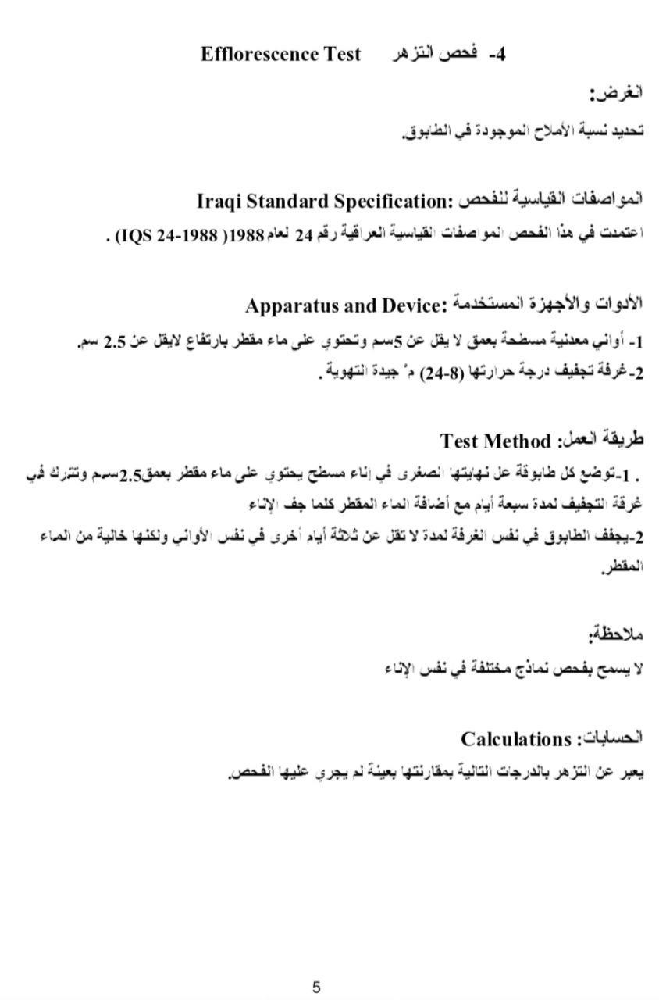 4- فحص التزهر Efflorescence Test
الغرض:
تحديد نسبة الأملاح الموجودة في الطابوق.
المواصفات القياسية للفحص :Iraqi Standard Specification
اعتمدت في هذا الفحص المواصفات القياسية العراقية رقم 24 لعام 1988( IQS 24-1988) .
الأدوات والأجهزة المستخدمة :Apparatus and Device
1- أواني معدنية مسطحة بعمق لا يقل عن 5سم وتحتوي على ماء مقطر بارتفاع لايقل عن 2.5 سم.
2-غرفة تجفيف درجة حرارتها (8-24) م° جيدة التهوية .
طريقة العمل: Test Method
. 1-توضع كل طابوقة عل نهايتها الصغرى في إناء مسطح يحتوي على ماء مقطر بعمق2.5سم وتترك في
غرقة التجفيف لمدة سبعة أيام مع أضافة الماء المقطر كلما جف الإناء
2-يجفف الطابوق في نفس الغرفة لمدة لا تقل عن ثلاثة أيام أخرى في نفس الأواني ولكنها خالية من الماء
المقطر.
ملاحظة:
لا يسمح بفحص نماذج مختلفة في نفس الإناء
الحسابات: Calculations
يعبر عن التزهر بالدرجات التالية بمقارنتها بعينة لم يجري عليها الفحص.
5